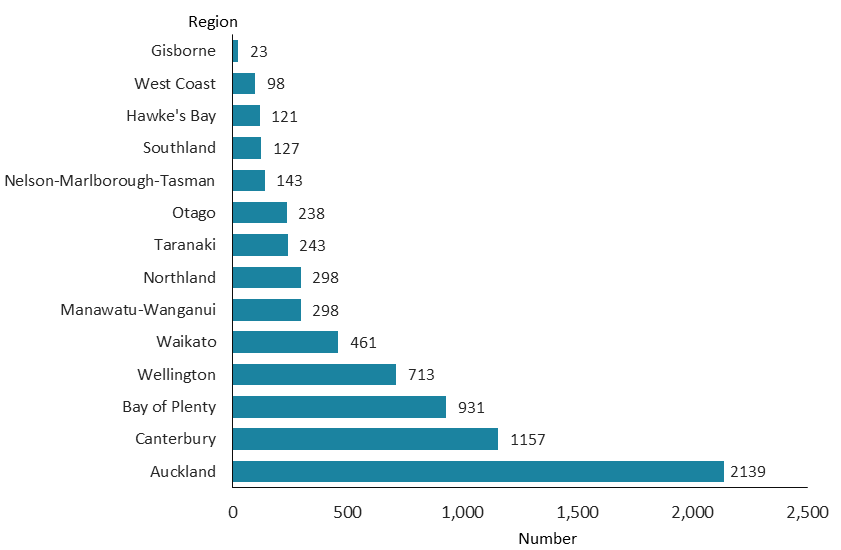 Region
Gisborne 23
West Coast 98
Hawke's Bay 121
Southland 127
Nelson-Marlborough-Tasman 143
Otago 238
Taranaki 243
Northland 298
Manawatu-Wanganui 298
Waikato 461
Wellington 713
Bay of Plenty 931
Canterbury 1157
Auckland 2139
0 500 1,000 1,500 2,000 2,500
Number